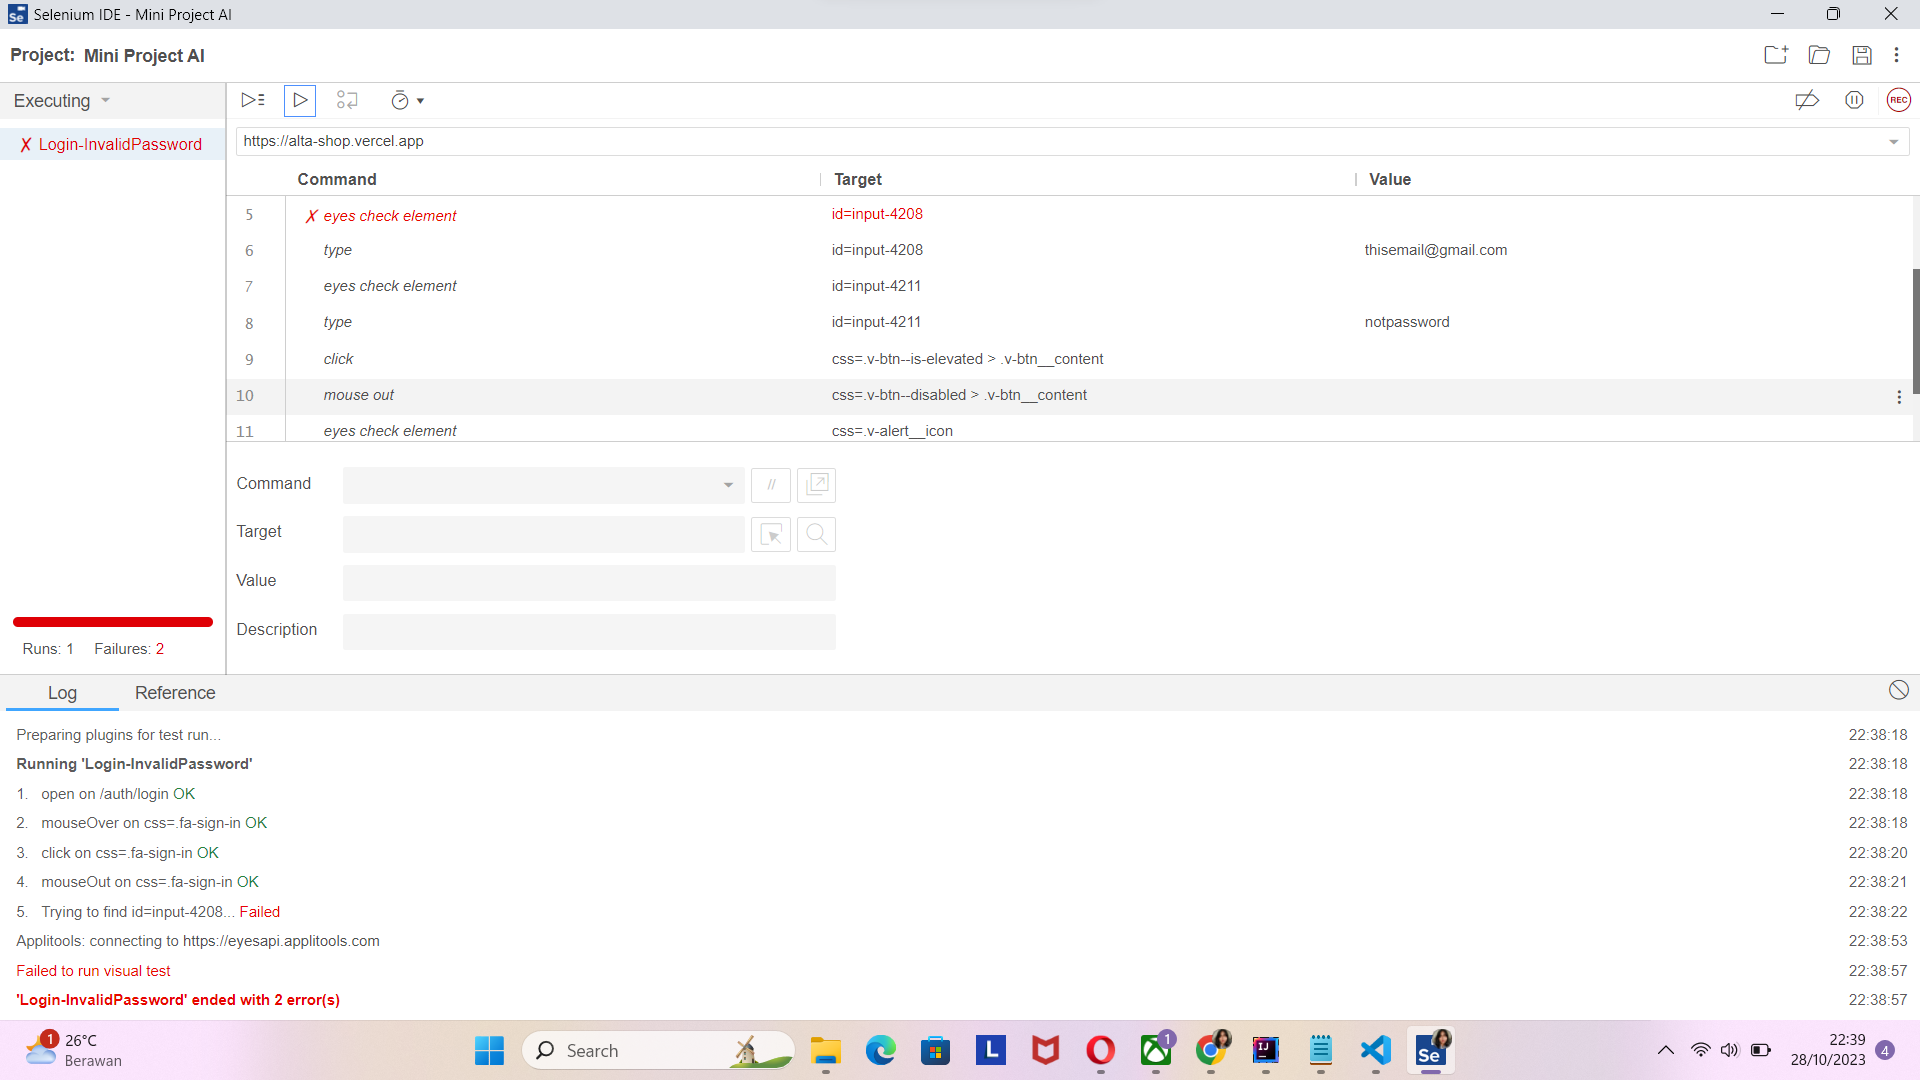 Selenium IDE - Mini Project AI
Project: Mini Project AI
Executing
REC
Login-InvalidPassword
https://alta-shop.vercel.app
Command Target Value
5 eyes check element id=input-4208
6 type id=input-4208 thisemail@gmail.com
7 eyes check element id=input-4211
8 type id=input-4211 notpassword
9 click css=.v-btn--is-elevated > .v-btn__content
10 mouse out css=.v-btn--disabled > .v-btn__content
11 eyes check element css=.v-alert__icon
Command //
Target
Value
Description
Runs: 1 Failures: 2
Log Reference
Preparing plugins for test run... 22:38:18
Running 'Login-InvalidPassword' 22:38:18
1. open on /auth/login OK 22:38:18
2. mouseOver on css=.fa-sign-in OK 22:38:18
3. click on css=.fa-sign-in OK 22:38:20
4. mouseOut on css=.fa-sign-in OK 22:38:21
5. Trying to find id=input-4208... Failed 22:38:22
Applitools: connecting to https://eyesapi.applitools.com 22:38:53
Failed to run visual test 22:38:57
'Login-InvalidPassword' ended with 2 error(s) 22:38:57
1 26°C
Berawan
Search
L
1
IJ
Se
22:39
28/10/2023
4